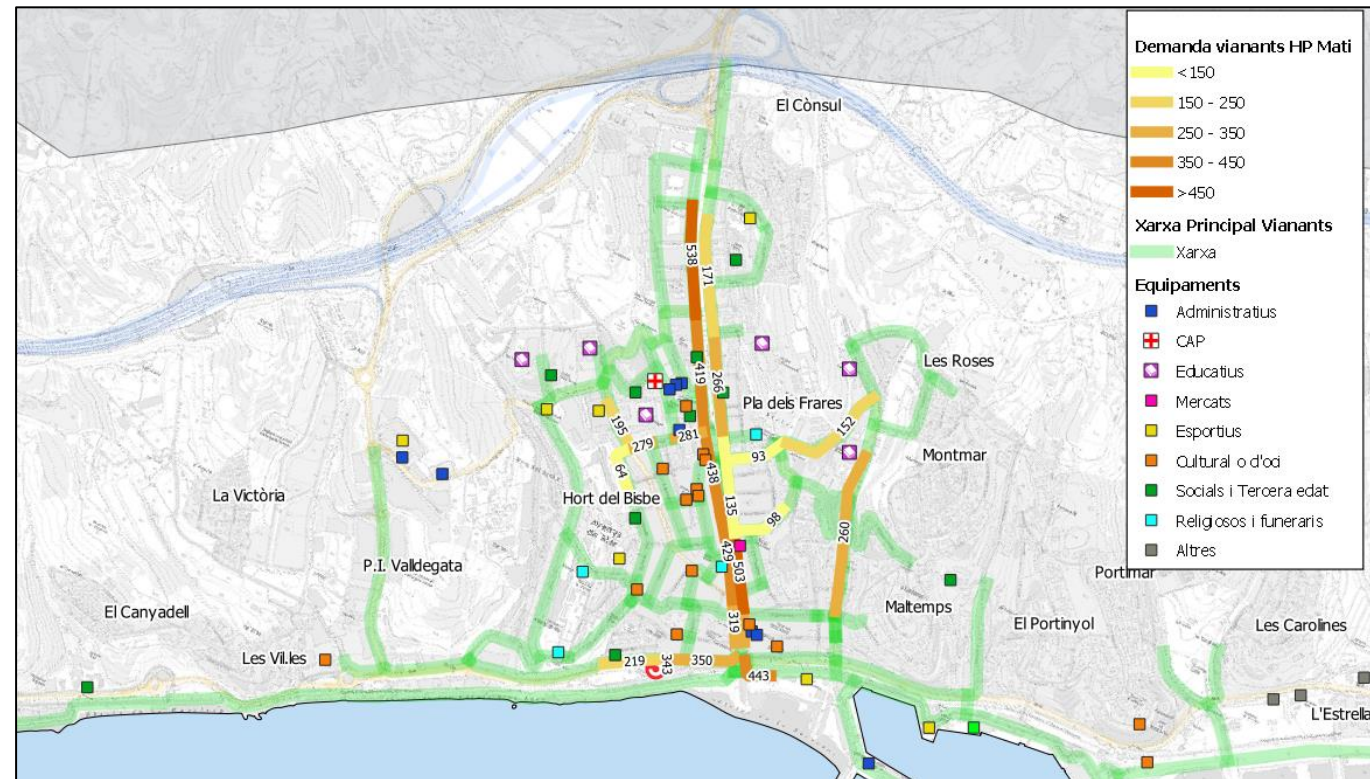 El Cònsul
538
171
419
266
Les Roses
Pla dels Frares
152
195
279
281
93
64
438
Montmar
La Victòria
Hort del Bisbe
135
98
260
P.I. Valldegata
429
503
Portimar
El Canyadell
319
Maltemps
El Portinyol
Les Carolines
Les Vil.les
219
343
350
443
L'Estrella
Demanda vianants HP Mati
<150
150 - 250
250 - 350
350 - 450
>450
Xarxa Principal Vianants
Xarxa
Equipaments
Administratius
CAP
Educatius
Mercats
Esportius
Cultural o d'oci
Socials i Tercera edat
Religiosos i funeraris
Altres